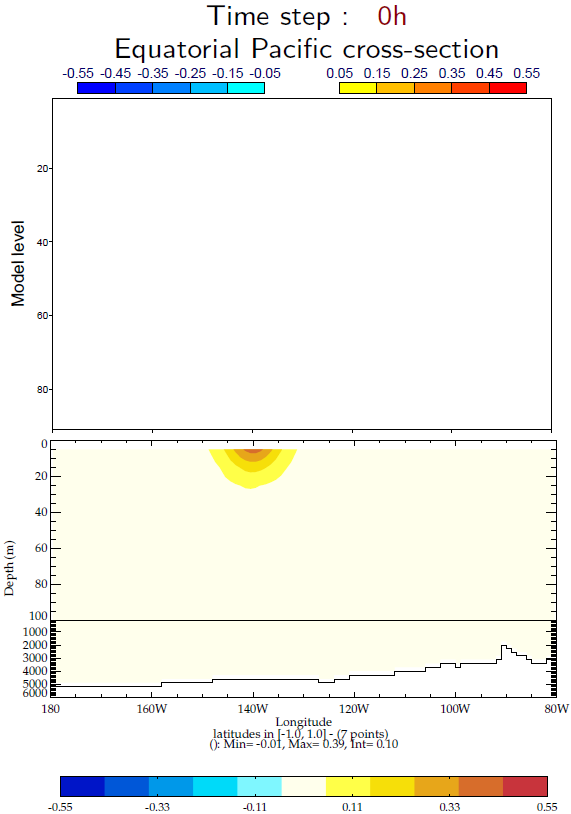 Time step : 0h
Equatorial Pacific cross-section
-0.55 -0.45 -0.35 -0.25 -0.15 -0.05 0.05 0.15 0.25 0.35 0.45 0.55
Model level
20
40
60
80
Depth (m)
0
20
40
60
80
100
1000
2000
3000
4000
5000
6000
180 160W 140W 120W 100W 80W
Longitude
latitudes in [-1.0, 1.0] - (7 points)
(): Min= -0.01, Max= 0.39, Int= 0.10
-0.55 -0.33 -0.11 0.11 0.33 0.55